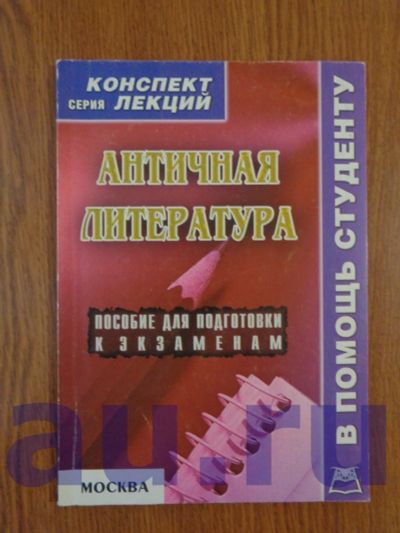 КОНСПЕКТ
СЕРИЯ ЛЕКЦИЙ
АНТИЧНАЯ
ЛИТЕРАТУРА
ПОСОБИЕ ДЛЯ ПОДГОТОВКИ
К ЭКЗАМЕНАМ
В ПОМОЩЬ СТУДЕНТУ
МОСКВА
au.ru